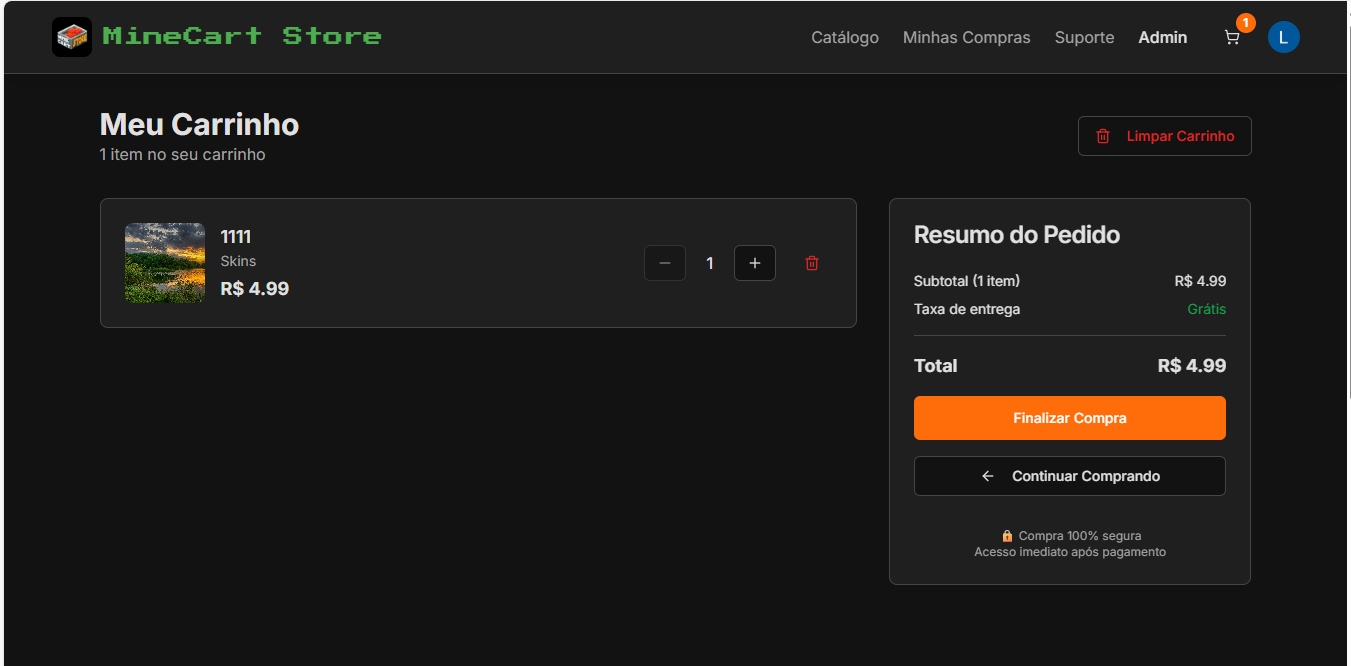 MineCart Store
Catálogo
Minhas Compras
Suporte
Admin
1
L
Meu Carrinho
1 item no seu carrinho
Limpar Carrinho
1111
Skins
R$ 4.99
1
Resumo do Pedido
Subtotal (1 item) R$ 4.99
Taxa de entrega Grátis
Total R$ 4.99
Finalizar Compra
Continuar Comprando
Compra 100% segura
Acesso imediato após pagamento